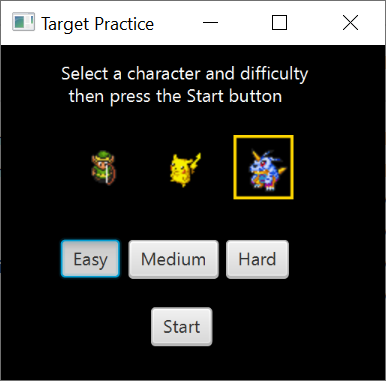 Target Practice
Select a character and difficulty
then press the Start button
Easy Medium Hard
Start